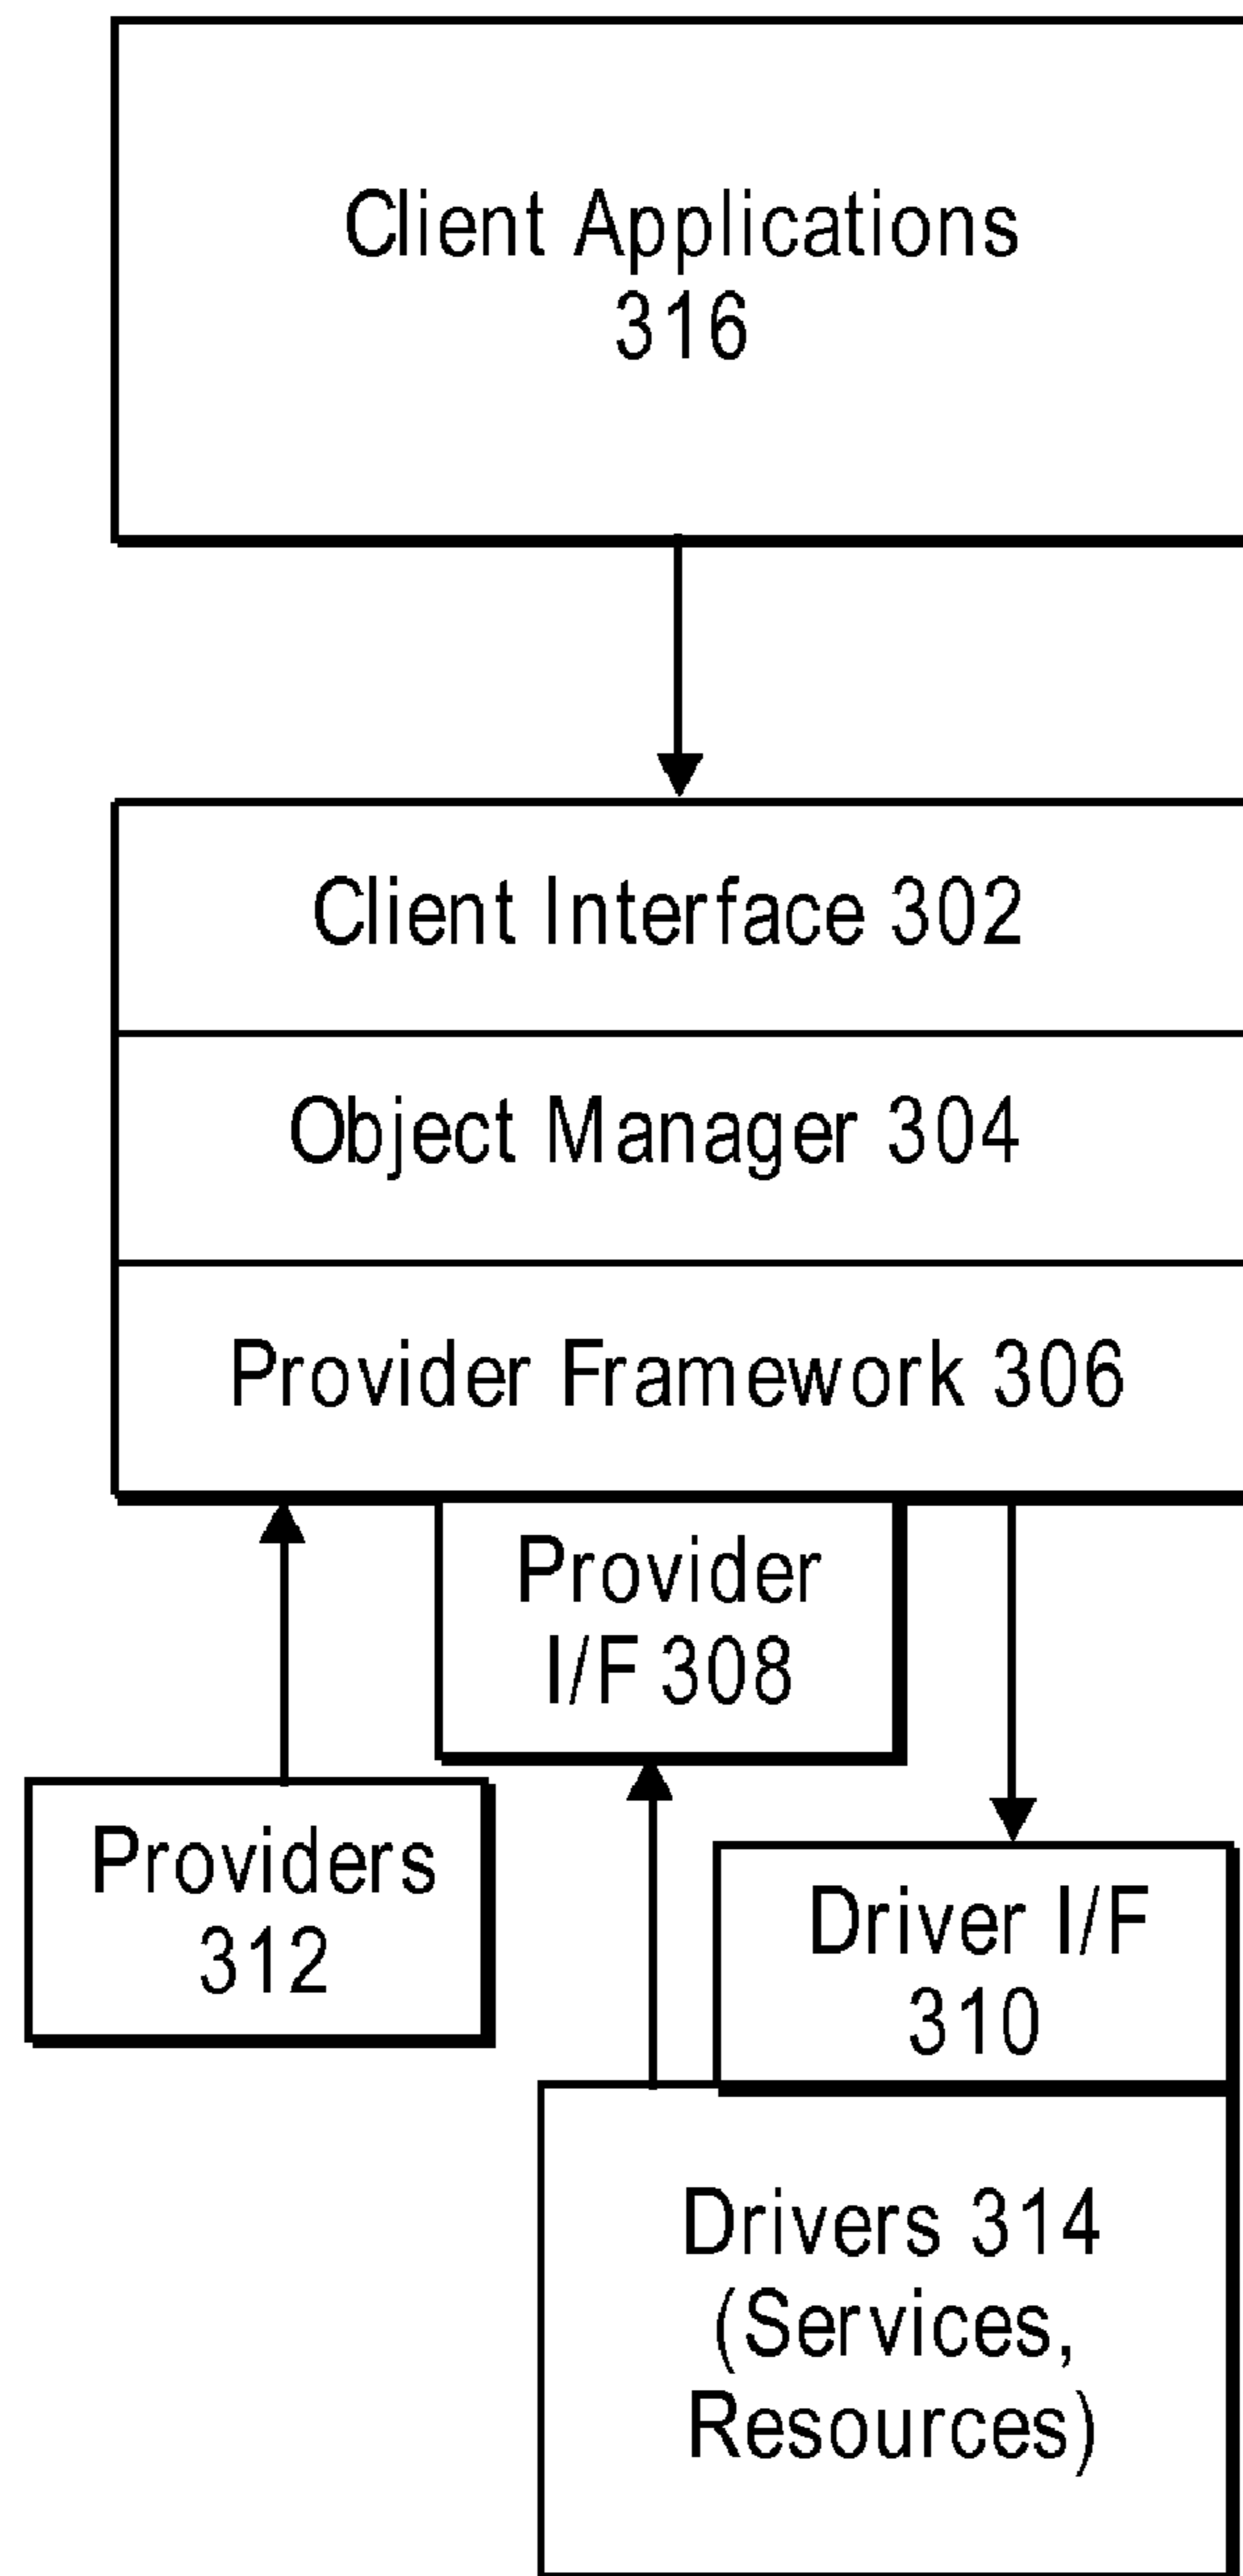 Client Applications
316
Client Interface 302
Object Manager 304
Provider Framework 306
Provider
I/F 308
Providers
312
Driver I/F
310
Drivers 314
(Services,
Resources)